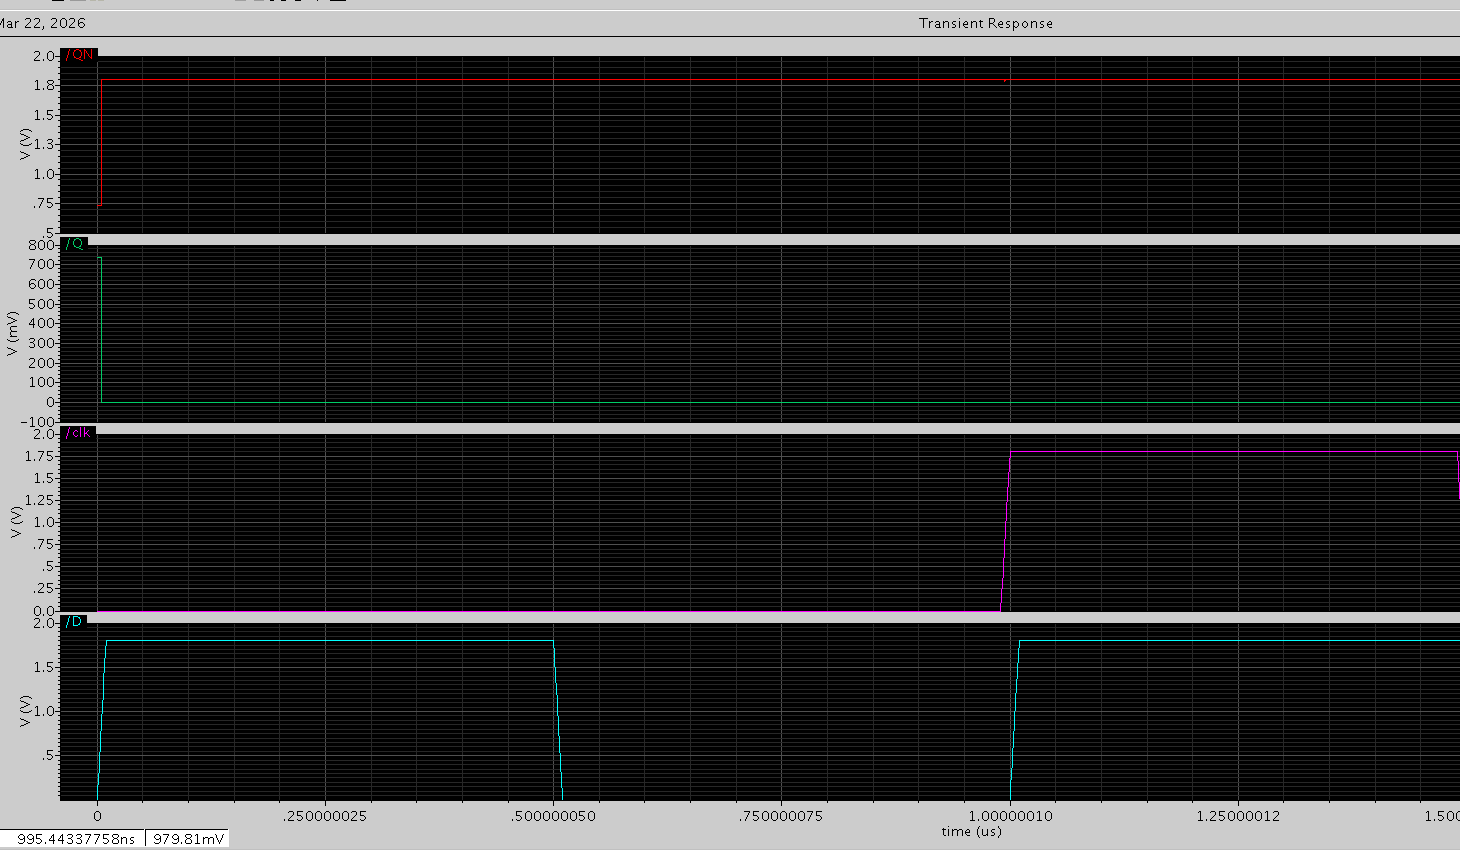 Mar 22, 2026
Transient Response
/QN
2.0
1.8
1.5
1.3
1.0
.75
.5
V (V)
/Q
800
700
600
500
400
300
200
100
0
-100
V (mV)
/clk
2.0
1.75
1.5
1.25
1.0
.75
.5
.25
0.0
V (V)
/D
2.0
1.5
1.0
.5
V (V)
0 .250000025 .500000050 .750000075 1.00000010 1.25000012 1.500
time (us)
995.44337758ns 979.81mV